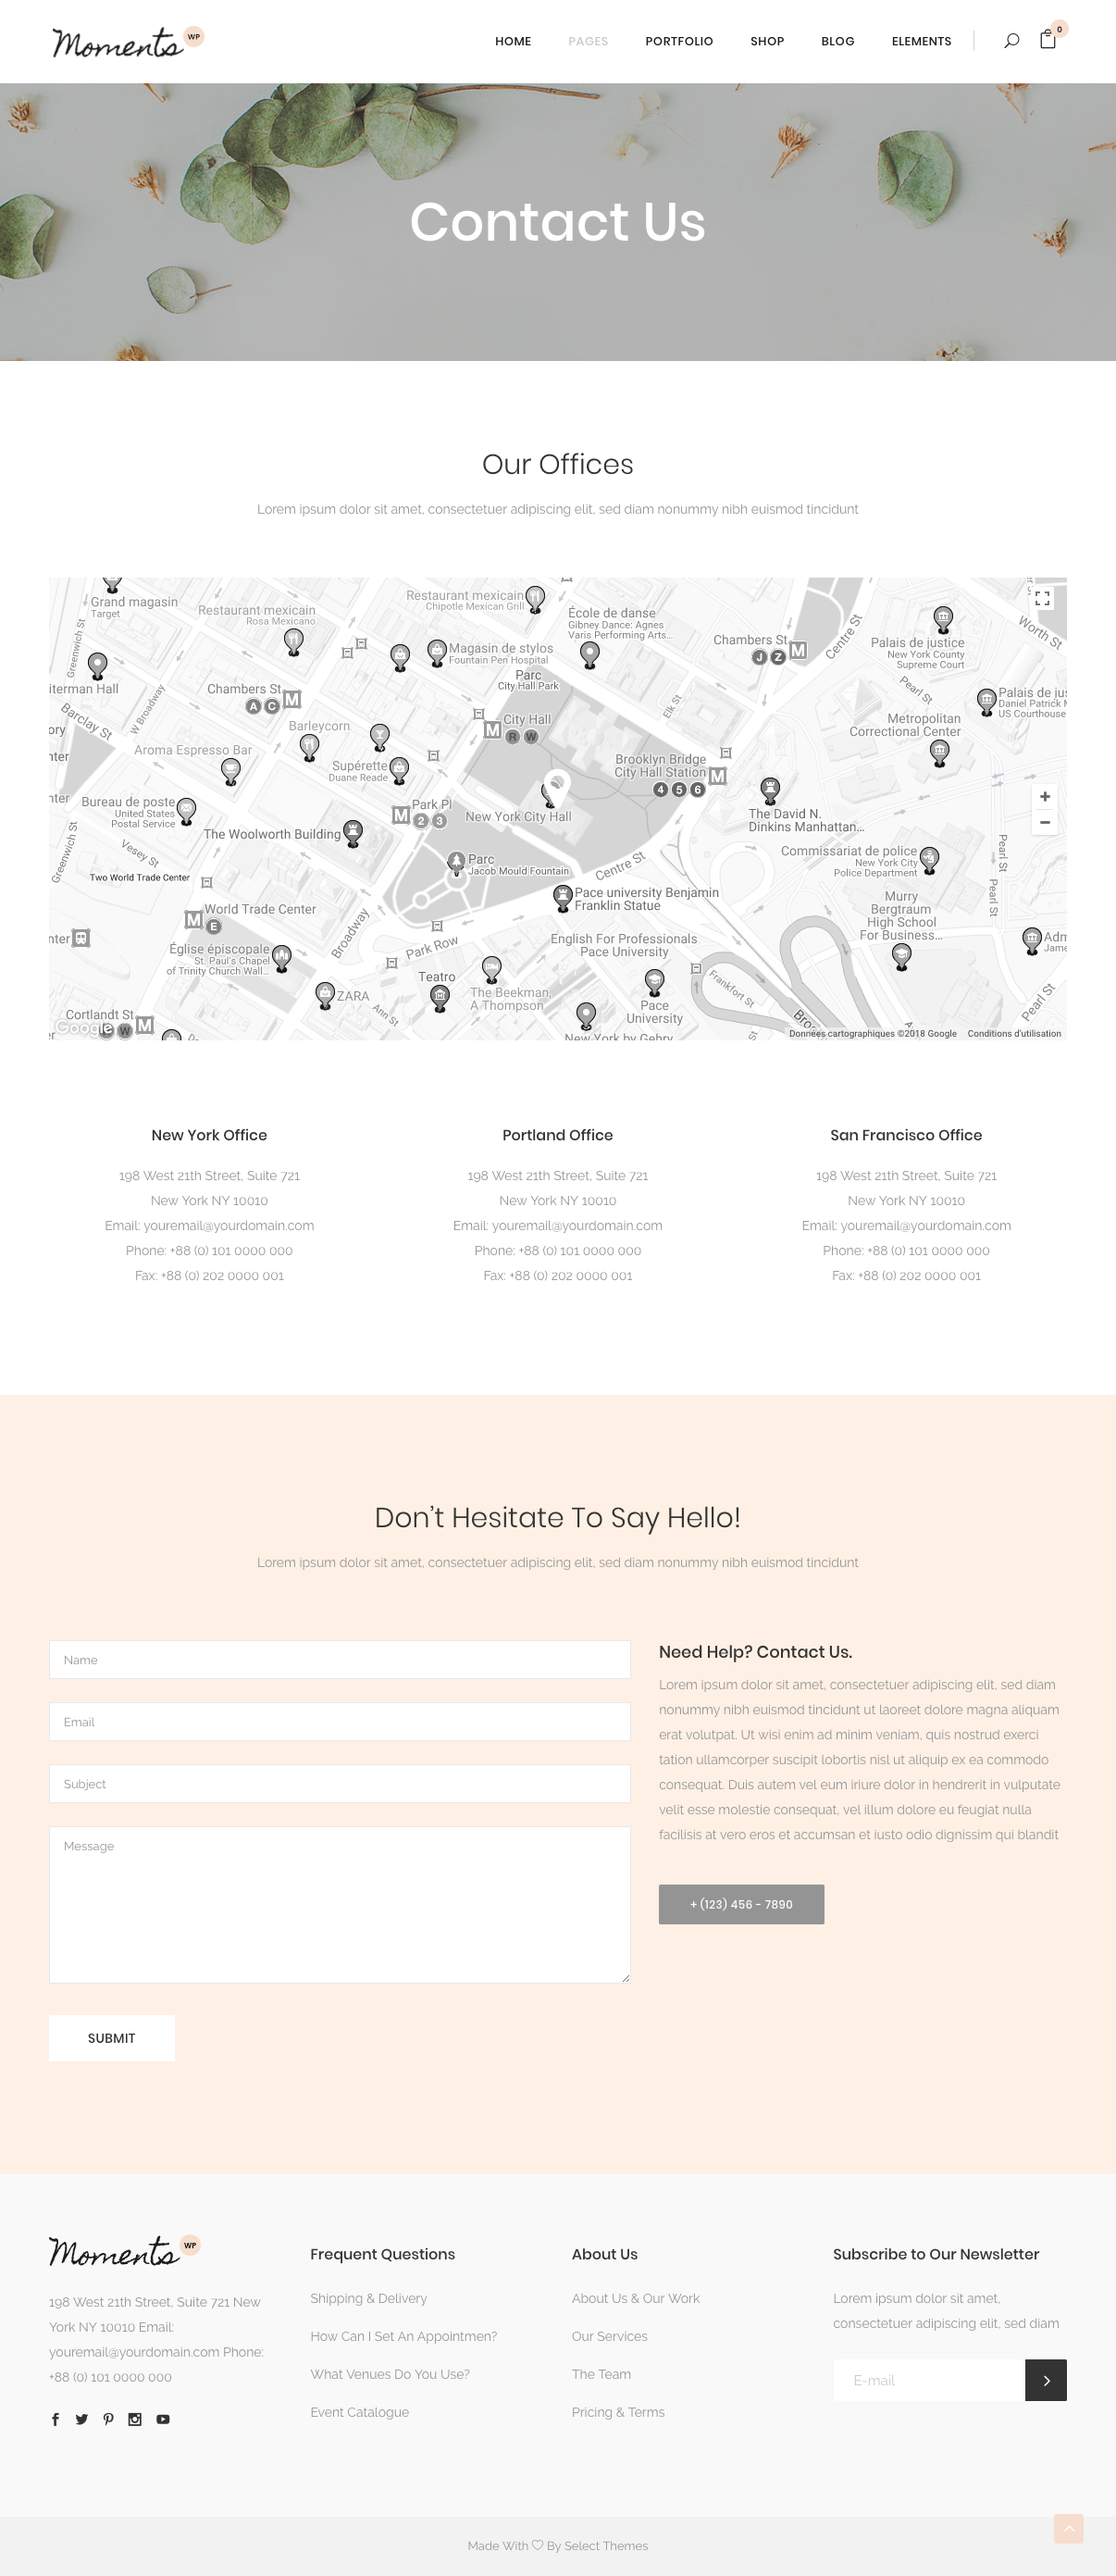 Moments WP
HOME PAGES PORTFOLIO SHOP BLOG ELEMENTS 0
Contact Us
Our Offices
Lorem ipsum dolor sit amet, consectetuer adipiscing elit, sed diam nonummy nibh euismod tincidunt
Grand magasin
Target
Restaurant mexicain
Rosa Mexicano
Restaurant mexicain
Chipotle Mexican Grill
École de danse
Gibney Dance: Agnes
Varis Performing Arts...
Chambers St
J Z
Centre St
Palais de justice
New York County
Supreme Court
Worth St
Greenwich St
iterman Hall
Barclay St
W Broadway
Chambers St
A C
Magasin de stylos
Fountain Pen Hospital
Parc
City Hall Park
City Hall
R W
Elk St
Pearl St
Palais de jus
Daniel Patrick M
US Courthouse
Metropolitan
Correctional Center
Barleycorn
Aroma Espresso Bar
Supérette
Duane Reade
Brooklyn Bridge
City Hall Station
4 5 6
Bureau de poste
United States
Postal Service
Park Pl
2 3
New York City Hall
The Woolworth Building
The David N.
Dinkins Manhattan...
Vesey St
Greenwich St
Two World Trade Center
Parc
Jacob Mould Fountain
Centre St
Commissariat de police
New York City
Police Department
Pearl St
Pearl St
Pace university Benjamin
Franklin Statue
Murry
Bergtraum
High School
For Business...
World Trade Center
E
Broadway
Park Row
English For Professionals
Pace University
Église épiscopale
St. Paul's Chapel
of Trinity Church Wall...
Teatro
The Beekman,
A Thompson
ZARA
Ann St
Pace
University
Frankfort St
Pearl St
Cortlandt St
W
Google
New York by Gehry
Données cartographiques ©2018 Google Conditions d'utilisation
New York Office
198 West 21th Street, Suite 721
New York NY 10010
Email: youremail@yourdomain.com
Phone: +88 (0) 101 0000 000
Fax: +88 (0) 202 0000 001
Portland Office
198 West 21th Street, Suite 721
New York NY 10010
Email: youremail@yourdomain.com
Phone: +88 (0) 101 0000 000
Fax: +88 (0) 202 0000 001
San Francisco Office
198 West 21th Street, Suite 721
New York NY 10010
Email: youremail@yourdomain.com
Phone: +88 (0) 101 0000 000
Fax: +88 (0) 202 0000 001
Don't Hesitate To Say Hello!
Lorem ipsum dolor sit amet, consectetuer adipiscing elit, sed diam nonummy nibh euismod tincidunt
Name
Email
Subject
Message
SUBMIT
Need Help? Contact Us.
Lorem ipsum dolor sit amet, consectetuer adipiscing elit, sed diam
nonummy nibh euismod tincidunt ut laoreet dolore magna aliquam
erat volutpat. Ut wisi enim ad minim veniam, quis nostrud exerci
tation ullamcorper suscipit lobortis nisl ut aliquip ex ea commodo
consequat. Duis autem vel eum iriure dolor in hendrerit in vulputate
velit esse molestie consequat, vel illum dolore eu feugiat nulla
facilisis at vero eros et accumsan et iusto odio dignissim qui blandit
+ (123) 456 - 7890
Moments WP
198 West 21th Street, Suite 721 New
York NY 10010 Email:
youremail@yourdomain.com Phone:
+88 (0) 101 0000 000
Frequent Questions
Shipping & Delivery
How Can I Set An Appointmen?
What Venues Do You Use?
Event Catalogue
About Us
About Us & Our Work
Our Services
The Team
Pricing & Terms
Subscribe to Our Newsletter
Lorem ipsum dolor sit amet,
consectetuer adipiscing elit, sed diam
E-mail
Made With ♡ By Select Themes